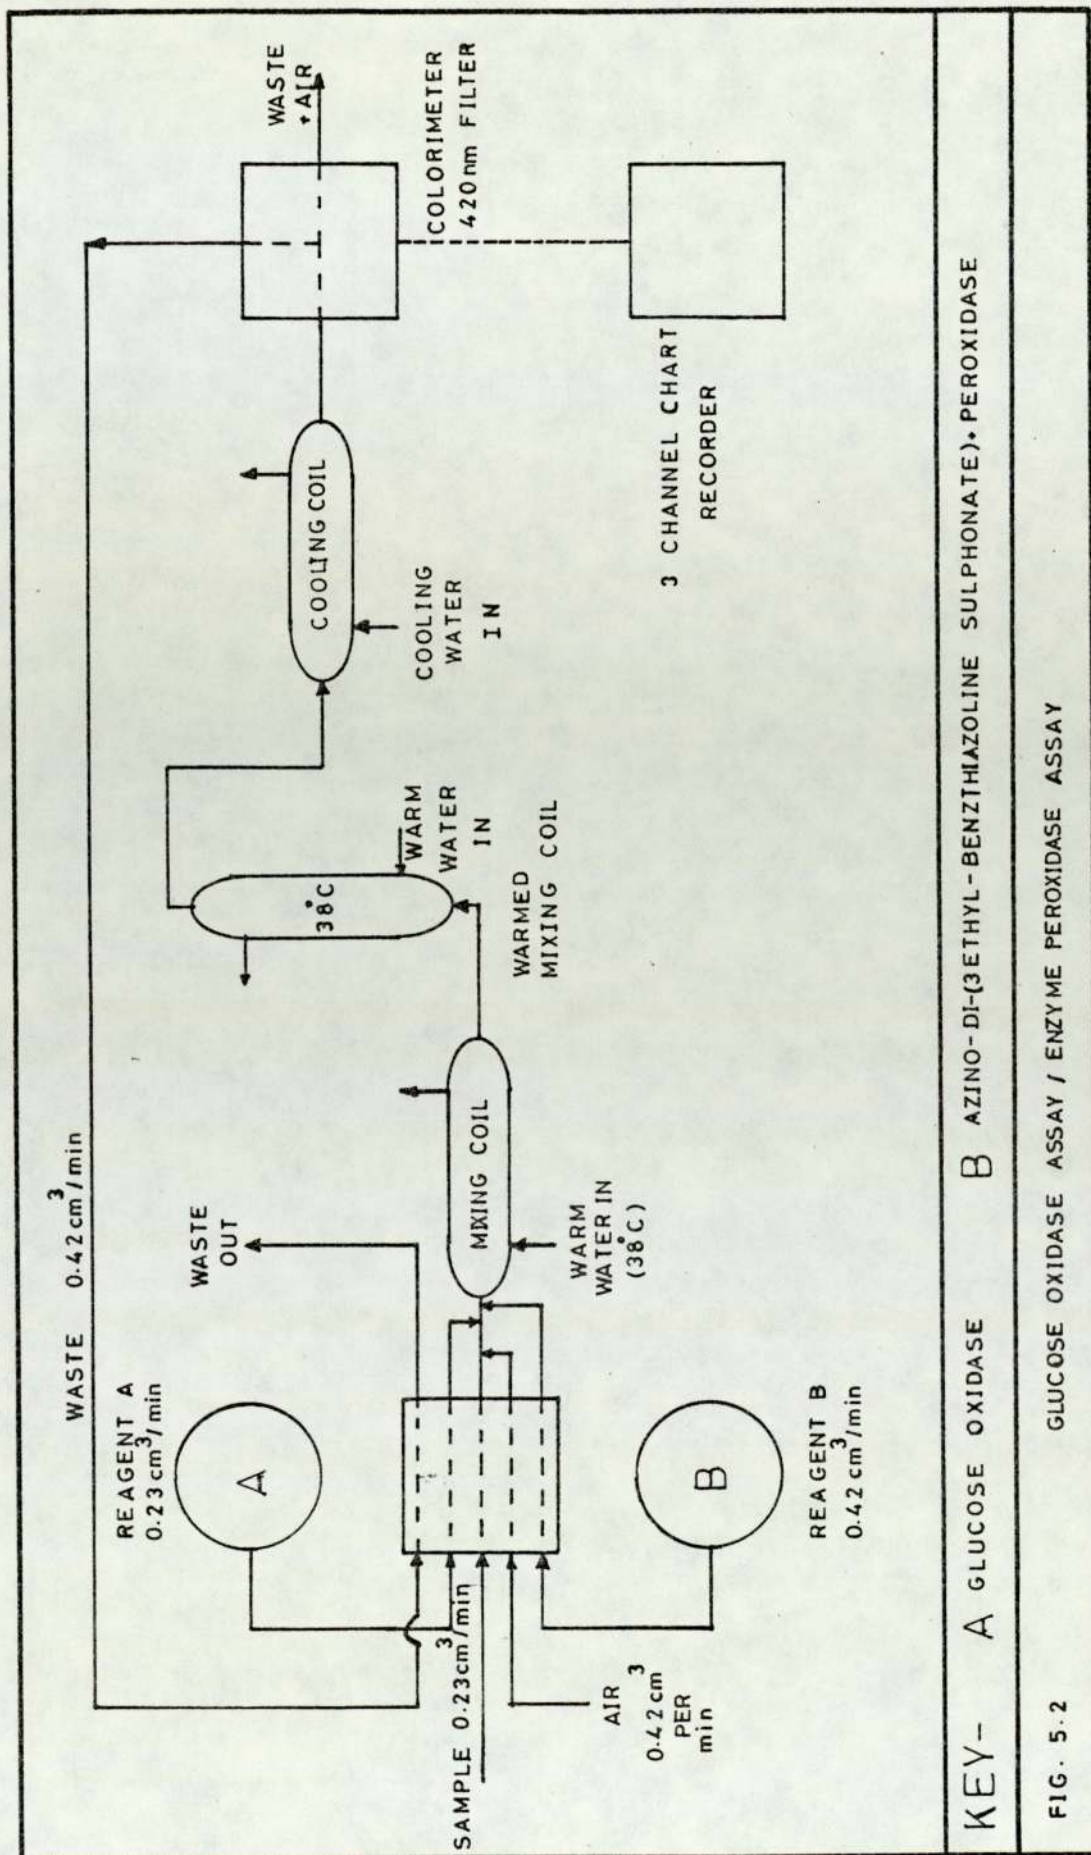 WASTE 0.42 cm³/min
REAGENT A
0.23 cm³/min
A
WASTE
OUT
SAMPLE 0.23cm³/min
AIR
0.42 cm³
PER
min
B
REAGENT B
0.42 cm³/min
MIXING COIL
WARM
WATER IN
(38°C)
38°C
WARM
WATER
IN
WARMED
MIXING COIL
COOLING COIL
COOLING
WATER
IN
WASTE
+ AIR
COLORIMETER
420nm FILTER
3 CHANNEL CHART
RECORDER
KEY- A GLUCOSE OXIDASE B AZINO-DI-(3ETHYL-BENZTHIAZOLINE SULPHONATE)+PEROXIDASE
FIG. 5.2 GLUCOSE OXIDASE ASSAY / ENZYME PEROXIDASE ASSAY